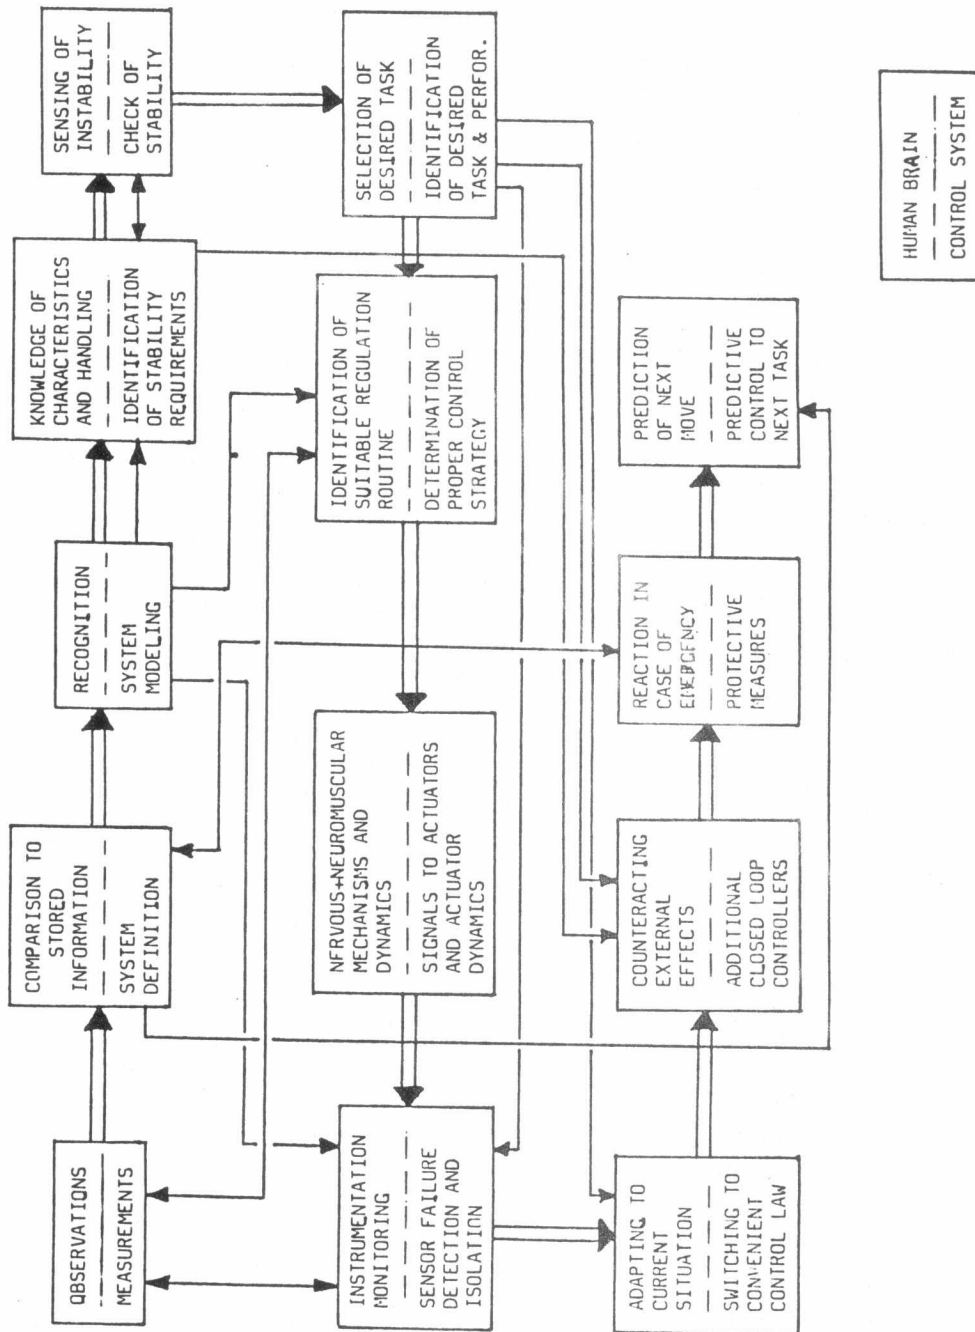 QBSERVATIONS
MEASUREMENTS
COMPARISON TO
STORED
INFORMATION
SYSTEM
DEFINITION
RECOGNITION
SYSTEM
MODELING
KNOWLEDGE OF
CHARACTERISTICS
AND HANDLING
IDENTIFICATION
OF STABILITY
REQUIREMENTS
SENSING OF
INSTABILITY
CHECK OF
STABILITY
INSTRUMENTATION
MONITORING
SENSOR FAILURE
DETECTION AND
ISOLATION
NFRVOUS+NEUROMUSCULAR
MECHANISMS AND
DYNAMICS
SIGNALS TO ACTUATORS
AND ACTUATOR
DYNAMICS
IDENTIFICATION OF
SUITABLE REGULATION
ROUTINE
DETERMINATION OF
PROPER CONTROL
STRATEGY
SELECTION OF
DESIRED TASK
IDENTIFICATION
OF DESIRED
TASK & PERFOR.
ADAPTING TO
CURRENT
SITUATION
SWITCHING TO
CONVENIENT
CONTROL LAW
COUNTERACTING
EXTERNAL
EFFECTS
ADDITIONAL
CLOSED LOOP
CONTROLLERS
REACTION IN
CASE OF
EMERGENCY
PROTECTIVE
MEASURES
PREDICTION
OF NEXT
MOVE
PREDICTIVE
CONTROL TO
NEXT TASK
HUMAN BRAIN
CONTROL SYSTEM